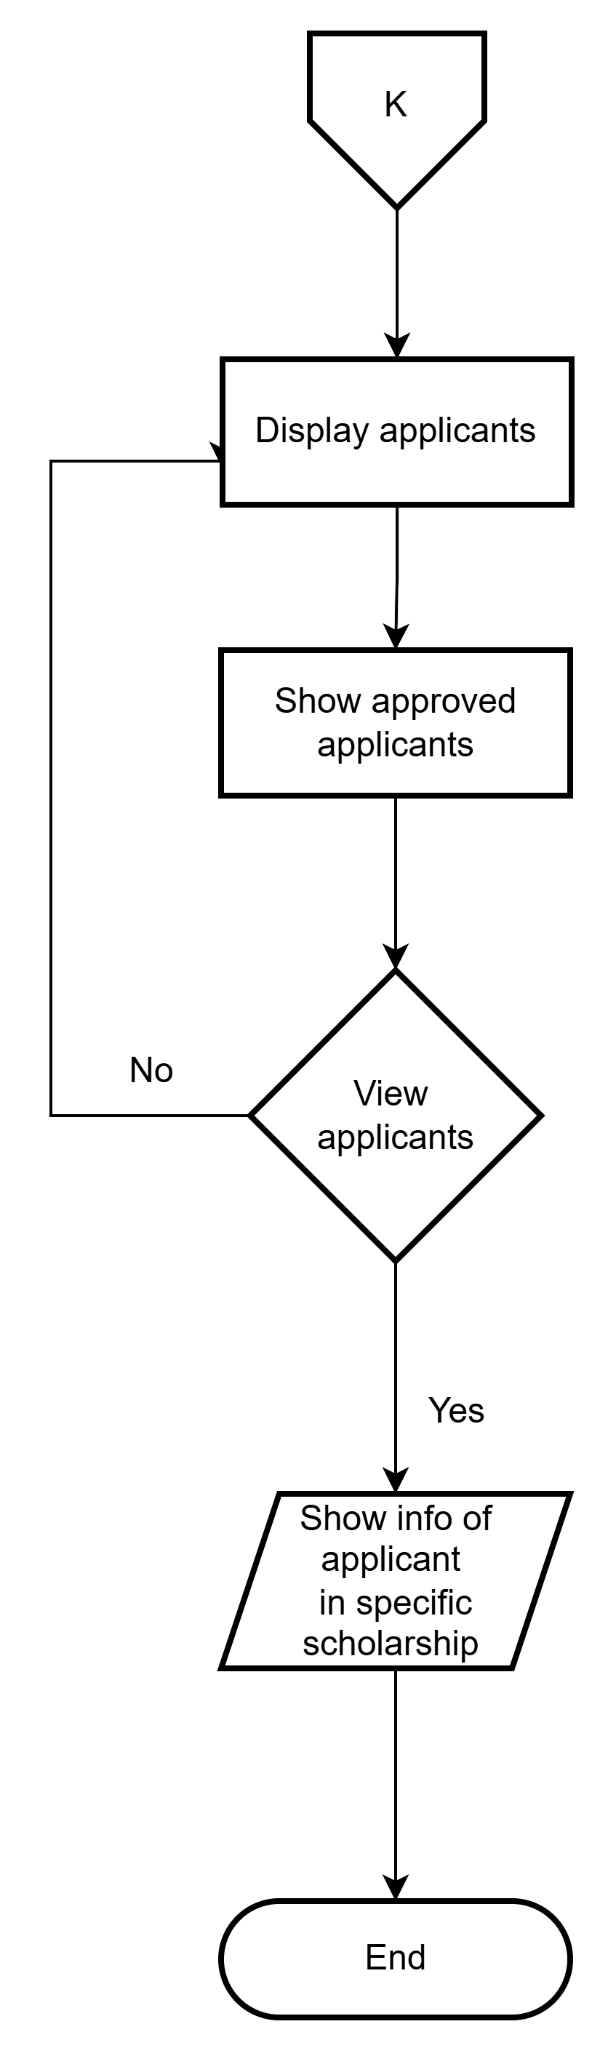 K
Display applicants
Show approved
applicants
View
applicants
No
Yes
Show info of
applicant
in specific
scholarship
End